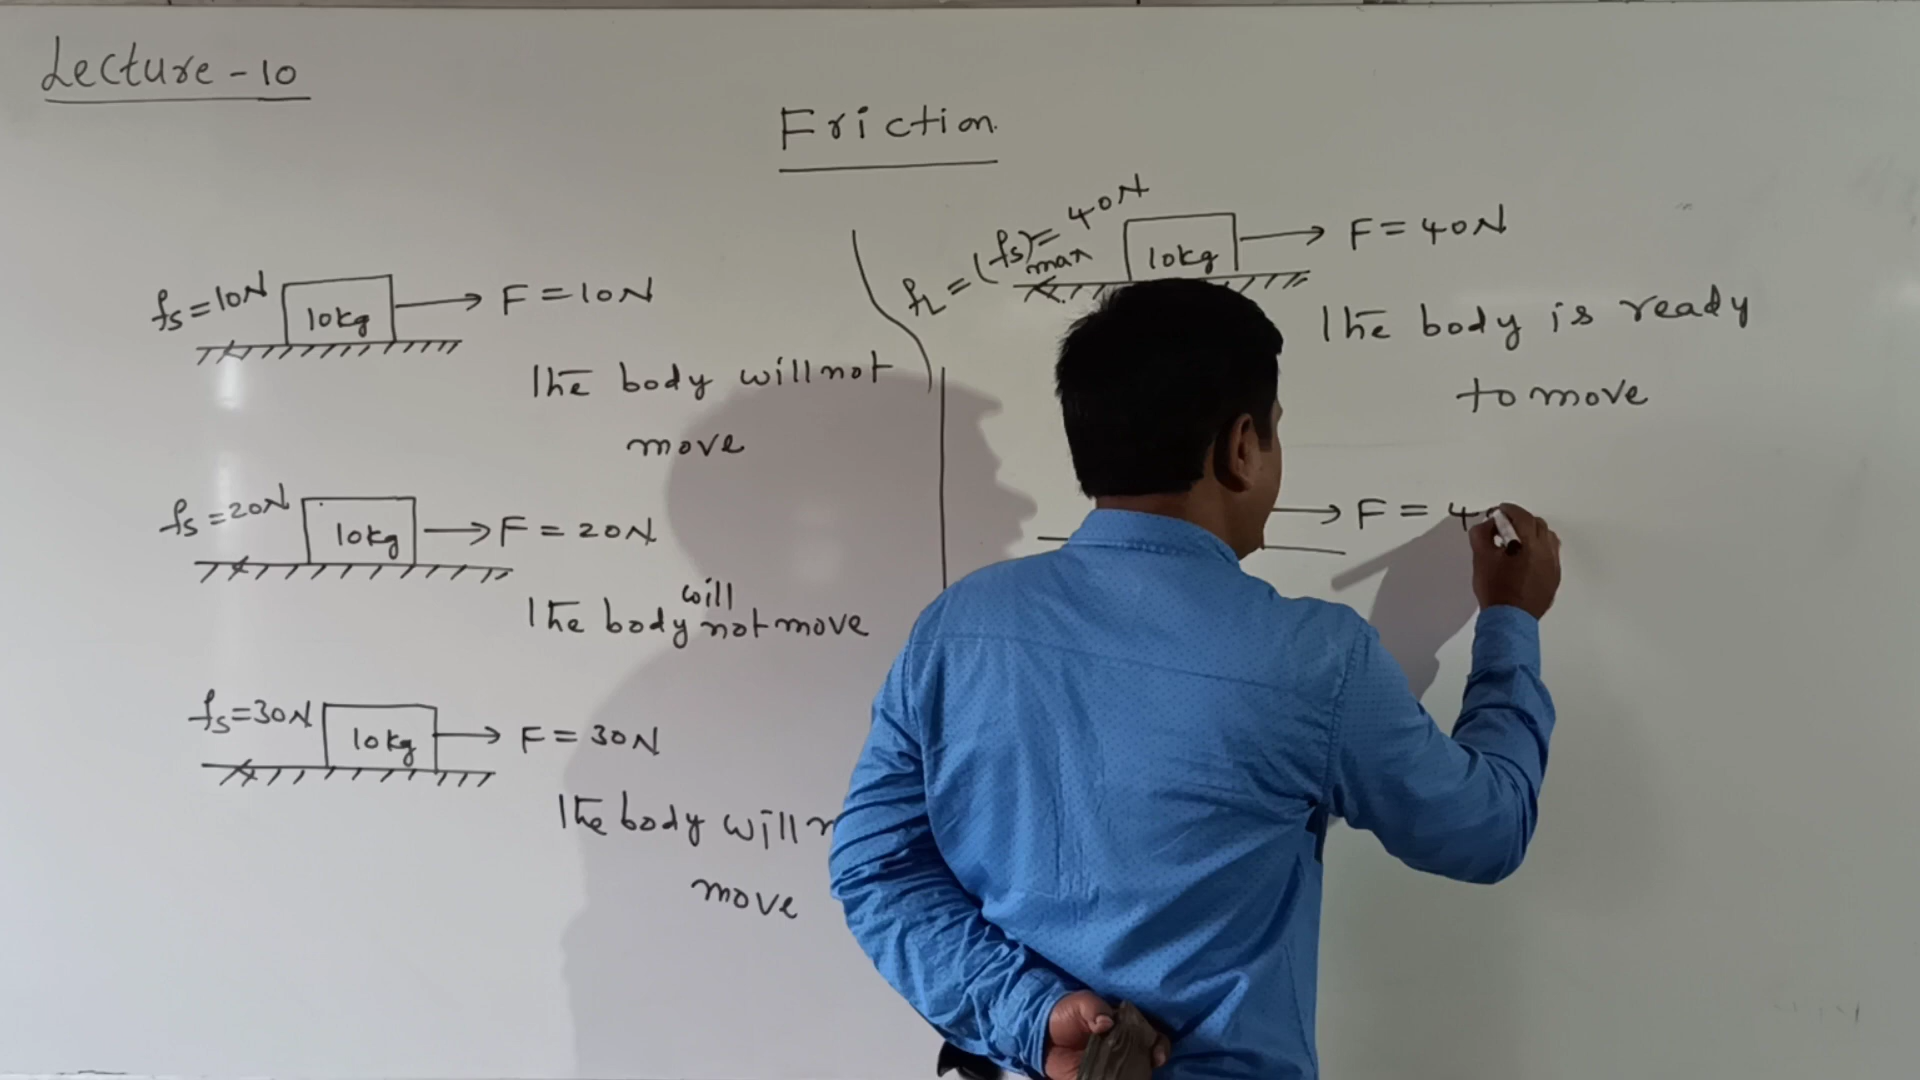 Lecture - 10
Friction
fs = 10N
10kg
F = 10N
The body will not
move
fs = 20N
10kg
F = 20N
will
The body not move
fs = 30N
10kg
F = 30N
The body will
move
fL = (fs)max = 40N
10kg
F = 40N
The body is ready
to move
F = 4